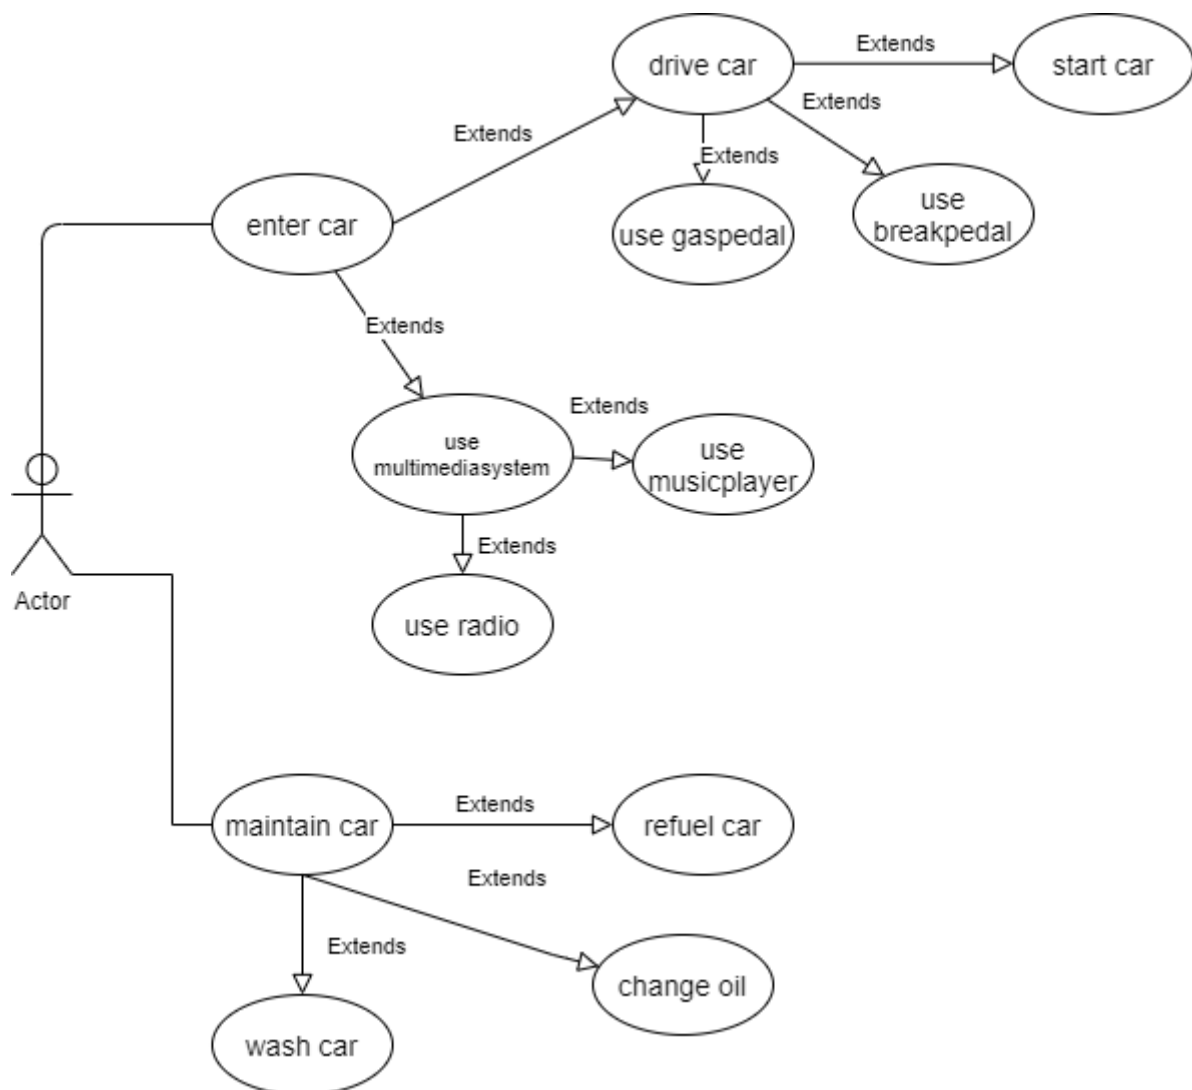 drive car
Extends
start car
Extends
Extends
Extends
use
breakpedal
enter car
use gaspedal
Extends
use
multimediasystem
Extends
use
musicplayer
Extends
Actor
use radio
maintain car
Extends
refuel car
Extends
Extends
change oil
wash car